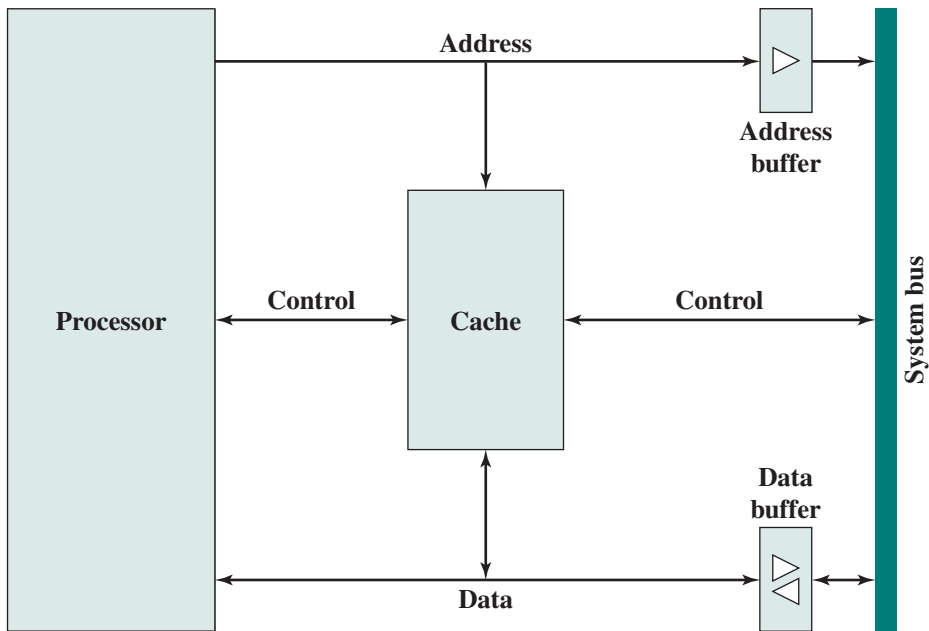 Address
Address
buffer
Processor
Control
Cache
Control
System bus
Data
buffer
Data